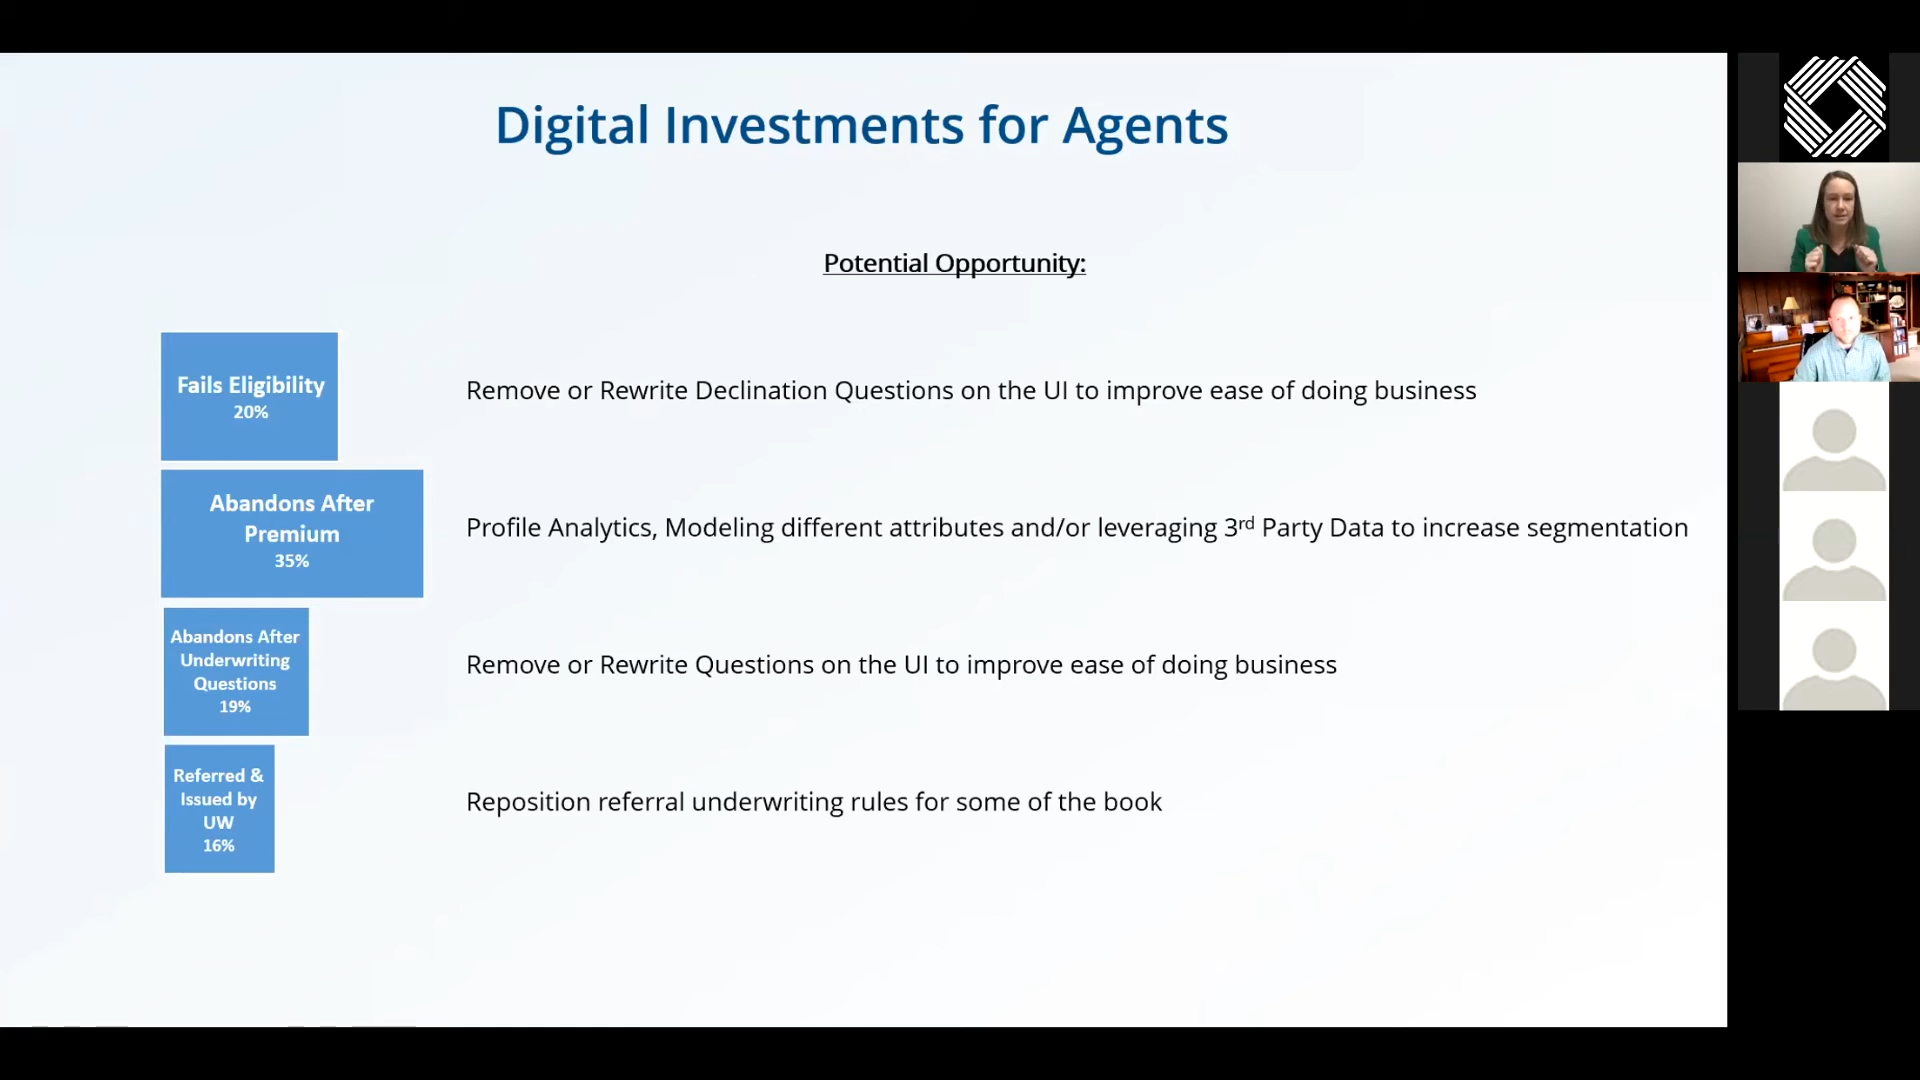 Digital Investments for Agents
Potential Opportunity:
Fails Eligibility
20%
Remove or Rewrite Declination Questions on the UI to improve ease of doing business
Abandons After
Premium
35%
Profile Analytics, Modeling different attributes and/or leveraging 3rd Party Data to increase segmentation
Abandons After
Underwriting
Questions
19%
Remove or Rewrite Questions on the UI to improve ease of doing business
Referred &
Issued by
UW
16%
Reposition referral underwriting rules for some of the book